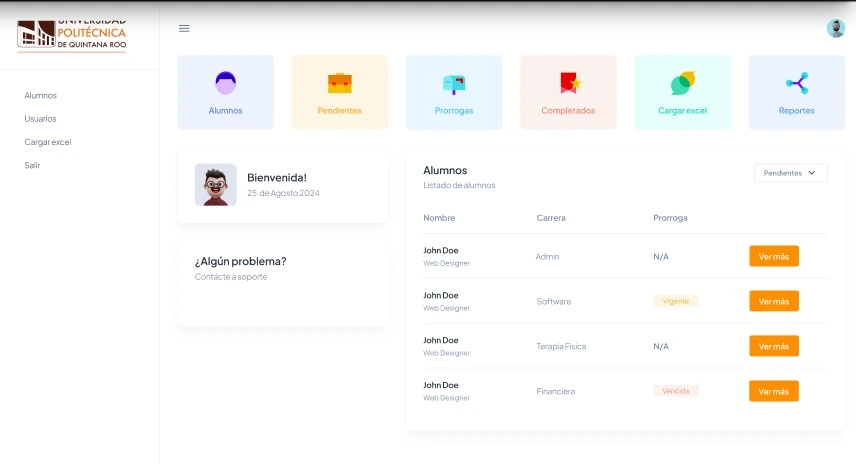 UNIVERSIDAD
POLITÉCNICA
DE QUINTANA ROO
Alumnos
Usuarios
Cargar excel
Salir
Alumnos
Pendientes
Prorrogas
Completados
Cargar excel
Reportes
Bienvenida!
25 de Agosto 2024
¿Algún problema?
Contácte a soporte
Alumnos
Listado de alumnos
Pendientes
Nombre Carrera Prorroga
John Doe
Web Designer
Admin
N/A
Ver más
John Doe
Web Designer
Software
Vigente
Ver más
John Doe
Web Designer
Terapia Fisica
N/A
Ver más
John Doe
Web Designer
Financiera
Vencida
Ver más